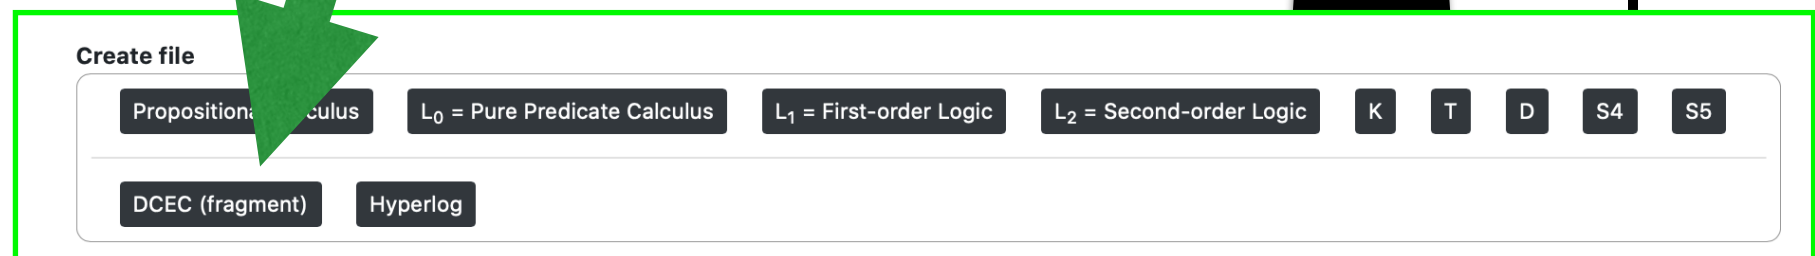 Create file
Propositiona culus L₀ = Pure Predicate Calculus L₁ = First-order Logic L₂ = Second-order Logic K T D S4 S5
DCEC (fragment) Hyperlog